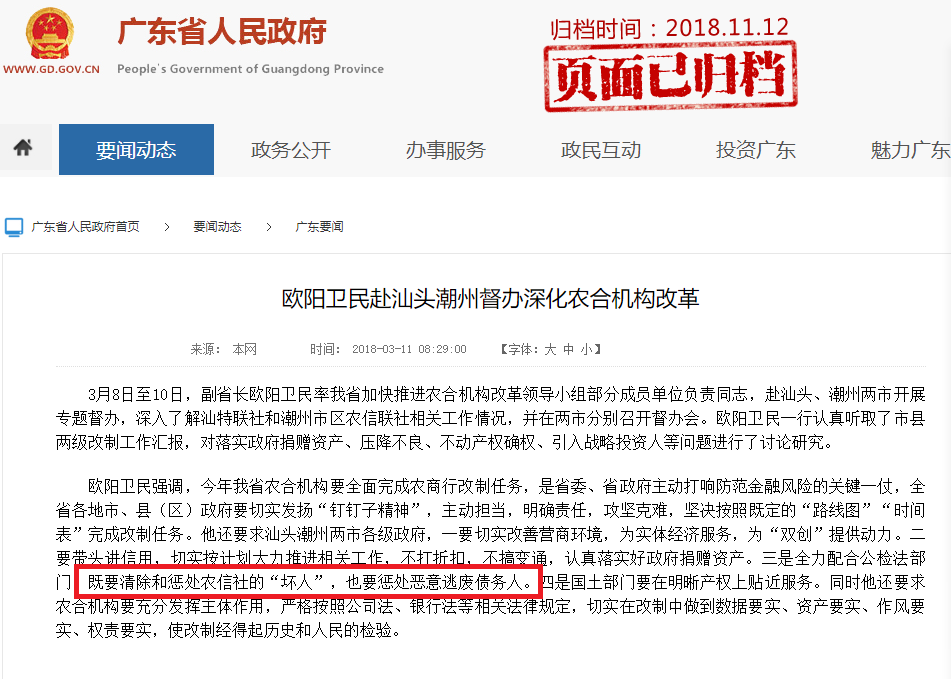 广东省人民政府
WWW.GD.GOV.CN
People's Government of Guangdong Province
归档时间：2018.11.12
页面已归档
要闻动态 政务公开 办事服务 政民互动 投资广东 魅力广东
广东省人民政府首页 > 要闻动态 > 广东要闻
欧阳卫民赴汕头潮州督办深化农合机构改革
来源： 本网 时间： 2018-03-11 08:29:00 【字体：大 中 小】
3月8日至10日，副省长欧阳卫民率我省加快推进农合机构改革领导小组部分成员单位负责同志，赴汕头、潮州两市开展
专题督办，深入了解汕特联社和潮州市区农信联社相关工作情况，并在两市分别召开督办会。欧阳卫民一行认真听取了市县
两级改制工作汇报，对落实政府捐赠资产、压降不良、不动产权确权、引入战略投资人等问题进行了讨论研究。
欧阳卫民强调，今年我省农合机构要全面完成农商行改制任务，是省委、省政府主动打响防范金融风险的关键一仗，全
省各地市、县（区）政府要切实发扬“钉钉子精神”，主动担当，明确责任，攻坚克难，坚决按照既定的“路线图”“时间
表”完成改制任务。他还要求汕头潮州两市各级政府，一要切实改善营商环境，为实体经济服务，为“双创”提供动力。二
要带头讲信用，切实按计划大力推进相关工作，不打折扣，不搞变通，认真落实好政府捐赠资产。三是全力配合公检法部
门，既要清除和惩处农信社的“坏人”，也要惩处恶意逃废债务人。四是国土部门要在明晰产权上贴近服务。同时他还要求
农合机构要充分发挥主体作用，严格按照公司法、银行法等相关法律规定，切实在改制中做到数据要实、资产要实、作风要
实、权责要实，使改制经得起历史和人民的检验。